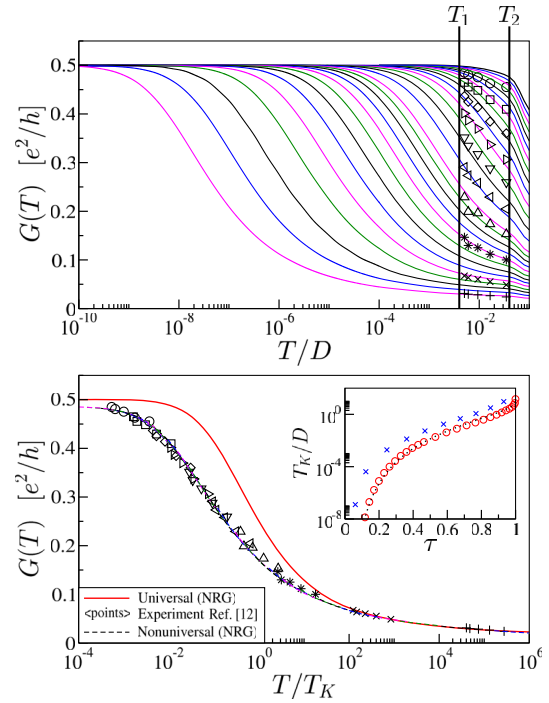 T₁ T₂
0.5
0.4
0.3
0.2
0.1
0
G(T) [e²/h]
10⁻¹⁰ 10⁻⁸ 10⁻⁶ 10⁻⁴ 10⁻²
T/D
0.5
0.4
0.3
0.2
0.1
0
G(T) [e²/h]
10⁰
10⁻⁴
10⁻⁸
T_K/D
0 0.2 0.4 0.6 0.8 1
τ
Universal (NRG)
<points> Experiment Ref. [12]
Nonuniversal (NRG)
10⁻⁴ 10⁻² 10⁰ 10² 10⁴ 10⁶
T/T_K